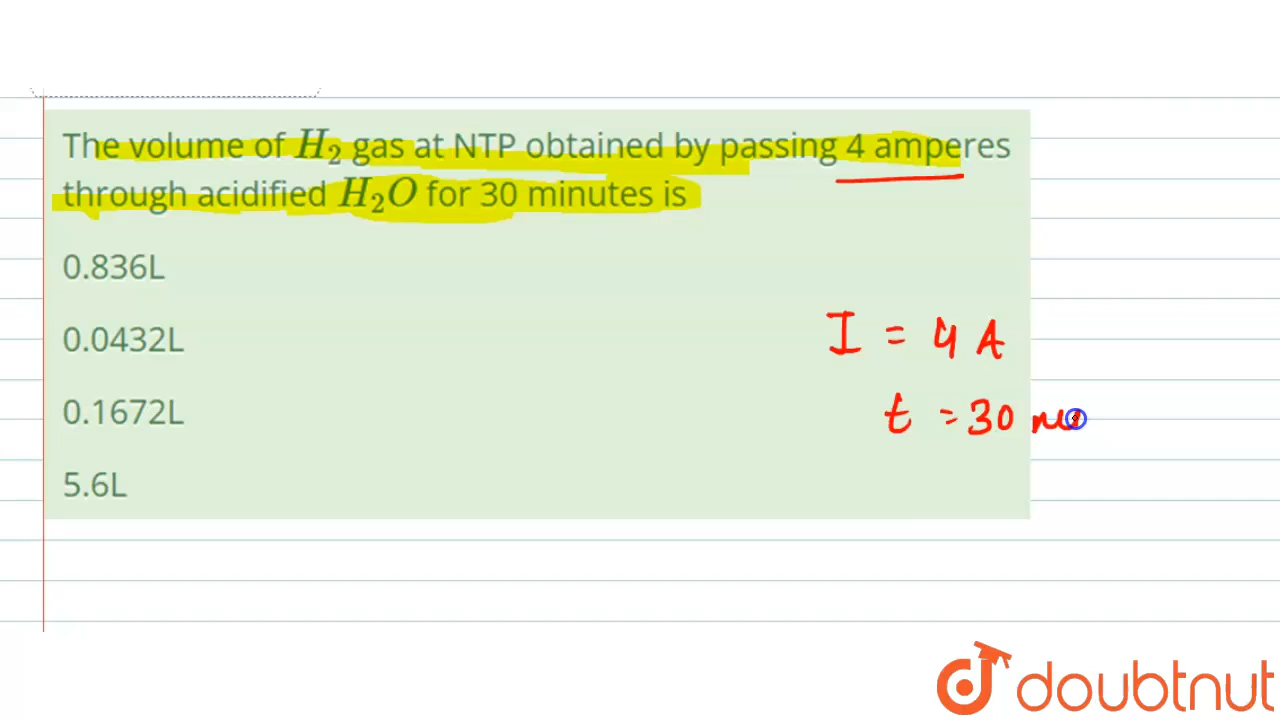 The volume of H₂ gas at NTP obtained by passing 4 amperes
through acidified H₂O for 30 minutes is
0.836L
0.0432L
0.1672L
5.6L
I = 4 A
t = 30
doubtnut